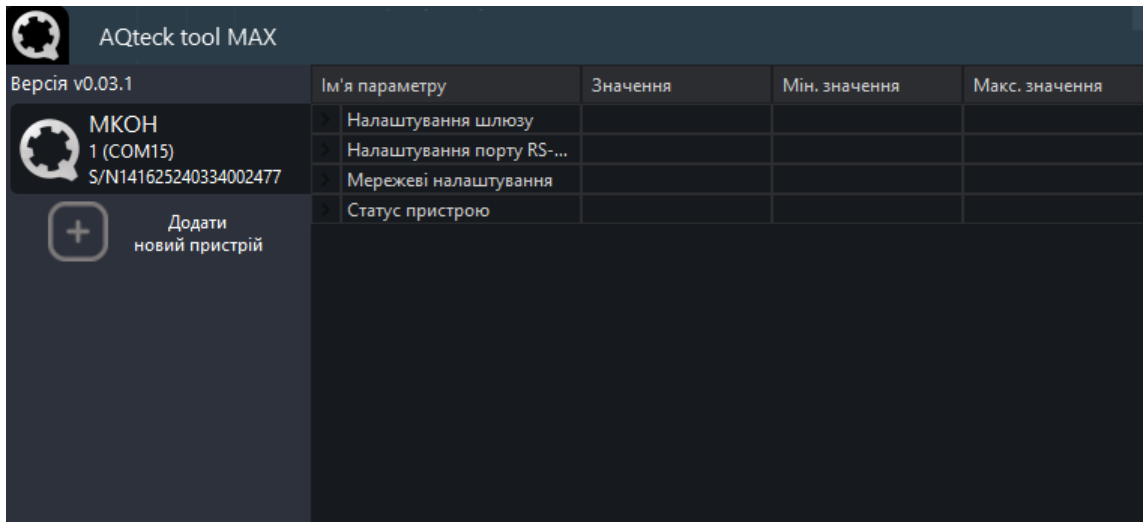 AQteck tool MAX
Версія v0.03.1
МКОН
1 (COM15)
S/N141625240334002477
Додати
новий пристрій
Ім'я параметру Значення Мін. значення Макс. значення
Налаштування шлюзу
Налаштування порту RS-...
Мережеві налаштування
Статус пристрою